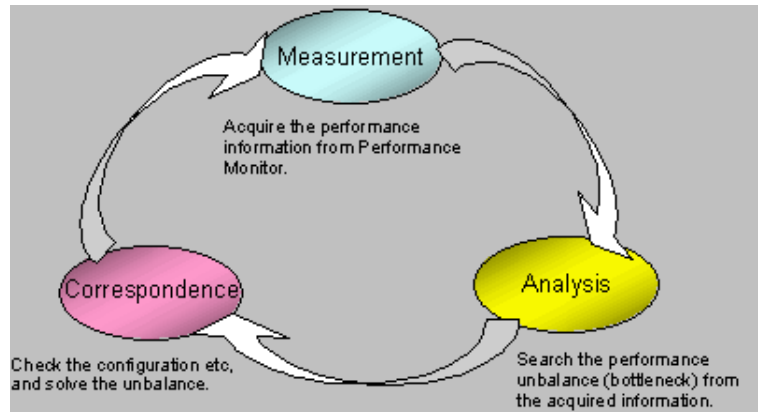 Measurement
Acquire the performance
information from Performance
Monitor.
Correspondence
Analysis
Check the configuration etc,
and solve the unbalance.
Search the performance
unbalance (bottleneck) from
the acquired information.